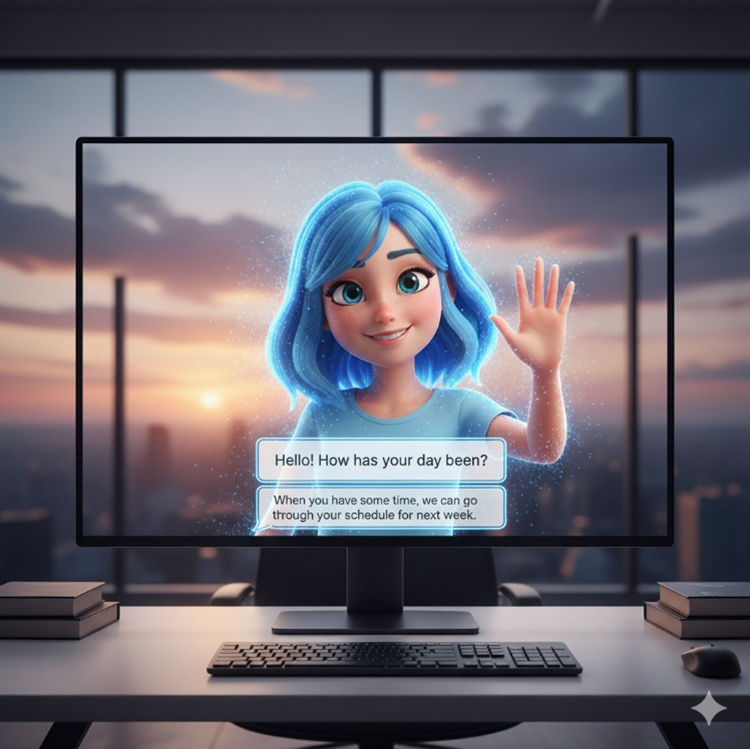 Hello! How has your day been?
When you have some time, we can go
through your schedule for next week.